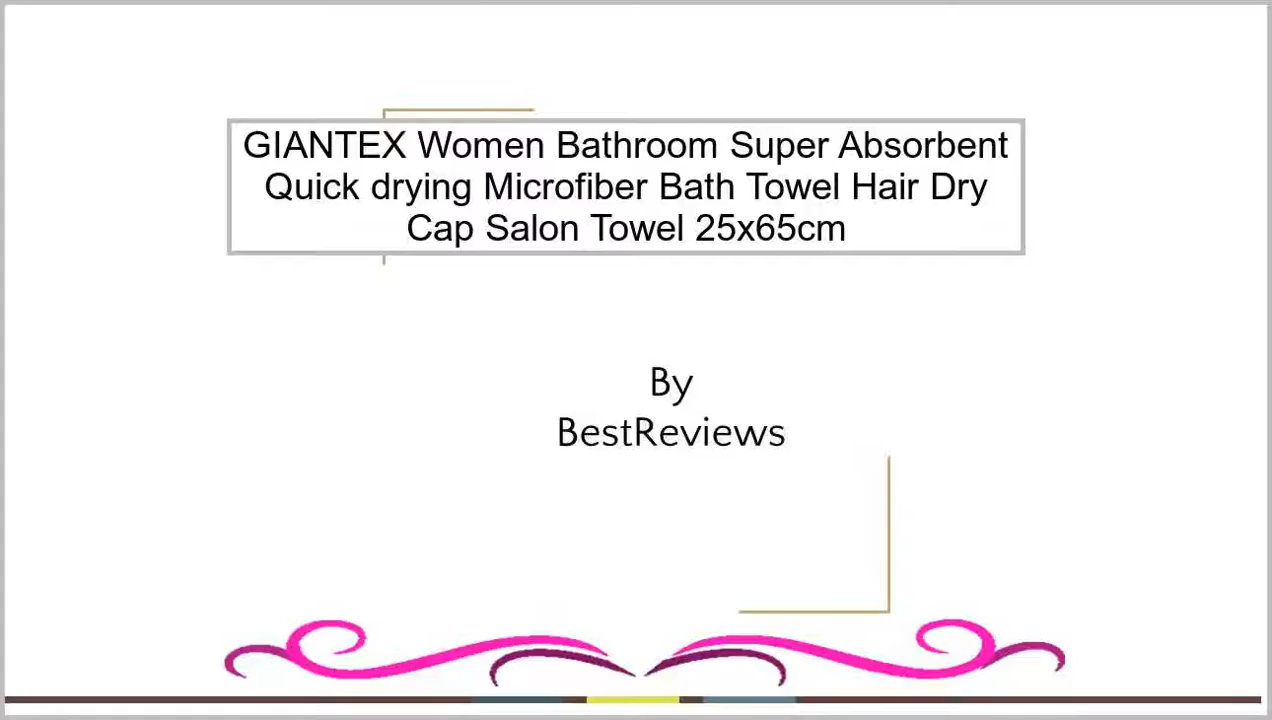 GIANTEX Women Bathroom Super Absorbent
Quick drying Microfiber Bath Towel Hair Dry
Cap Salon Towel 25x65cm
By
BestReviews